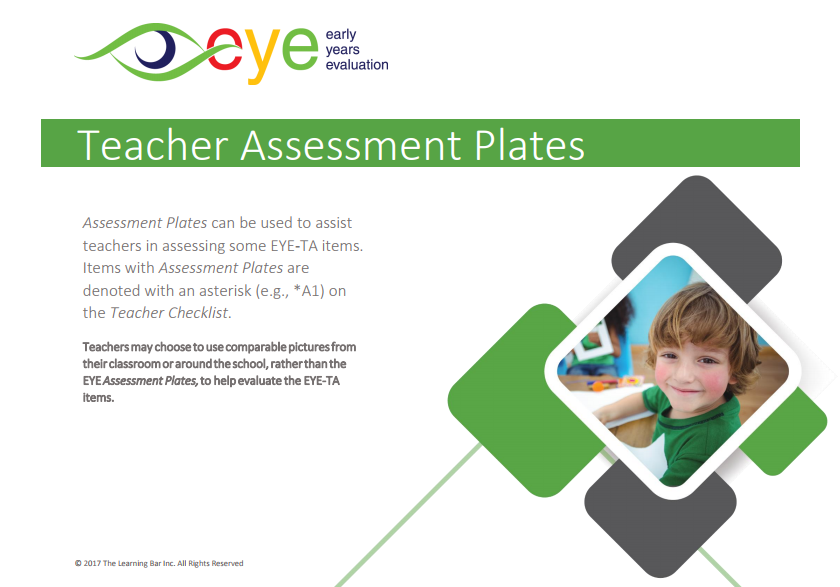 eye early
years
evaluation
Teacher Assessment Plates
Assessment Plates can be used to assist
teachers in assessing some EYE-TA items.
Items with Assessment Plates are
denoted with an asterisk (e.g., *A1) on
the Teacher Checklist.
Teachers may choose to use comparable pictures from
their classroom or around the school, rather than the
EYE Assessment Plates, to help evaluate the EYE-TA
items.
© 2017 The Learning Bar Inc. All Rights Reserved